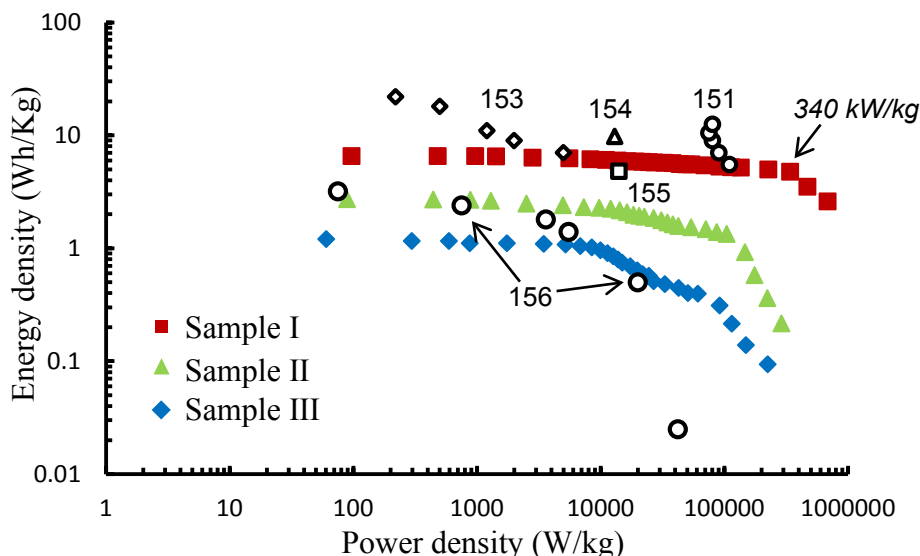 100
10
1
0.1
0.01
Energy density (Wh/Kg)
153
154
151
340 kW/kg
155
156
Sample I
Sample II
Sample III
1
10
100
1000
10000
100000
1000000
Power density (W/kg)